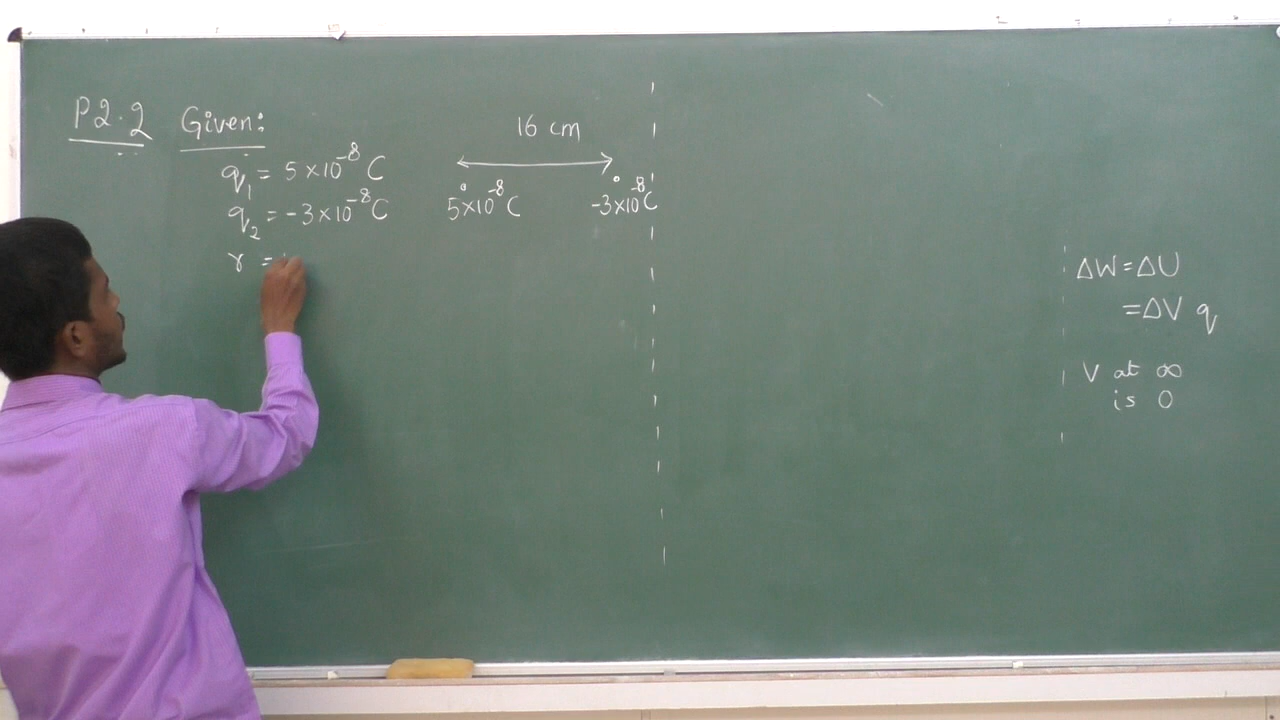 P2.2 Given:
q₁ = 5×10⁻⁸ C
q₂ = -3×10⁻⁸ C
r =
16 cm
5×10⁻⁸ C
-3×10⁻⁸ C
ΔW=ΔU
=ΔV q
V at ∞
is 0